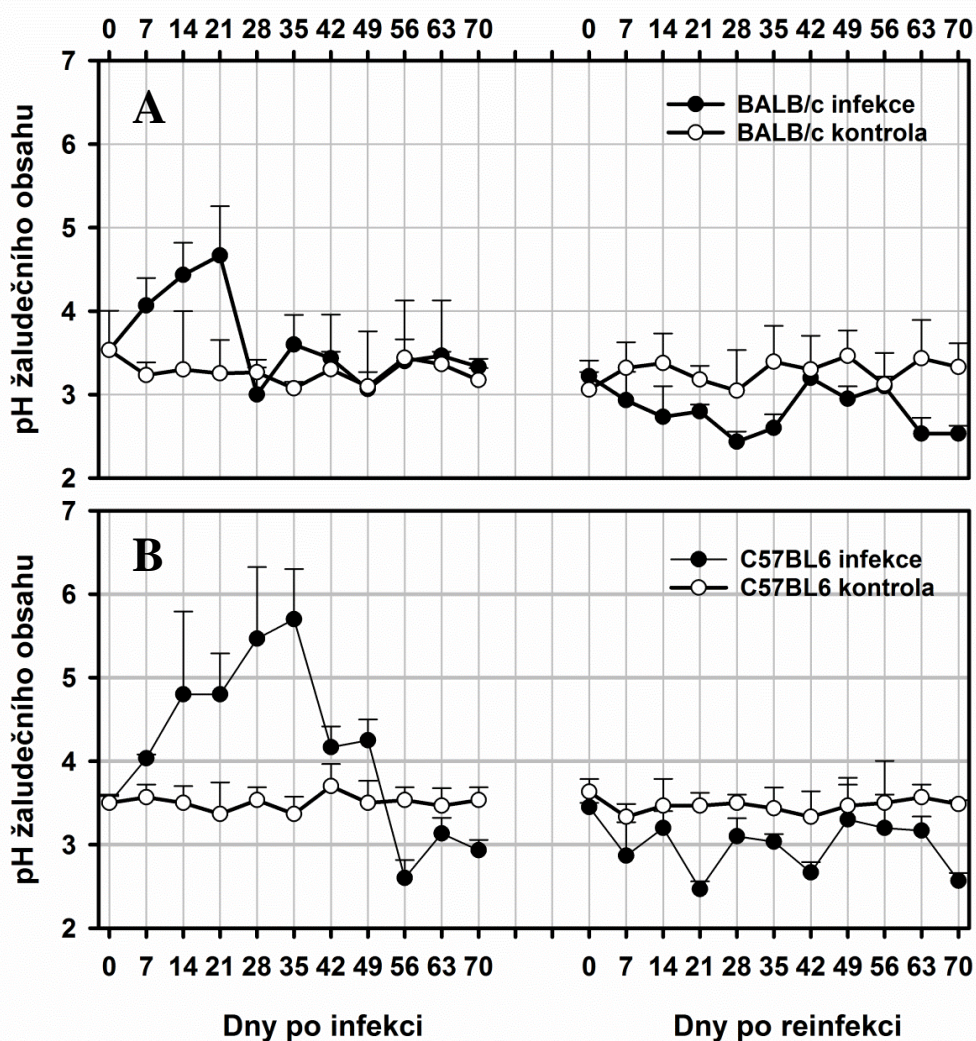 0 7 14 21 28 35 42 49 56 63 70 0 7 14 21 28 35 42 49 56 63 70
7
6
5
4
3
2
pH žaludečního obsahu
A
BALB/c infekce
BALB/c kontrola
7
6
5
4
3
2
pH žaludečního obsahu
B
C57BL6 infekce
C57BL6 kontrola
0 7 14 21 28 35 42 49 56 63 70 0 7 14 21 28 35 42 49 56 63 70
Dny po infekci Dny po reinfekci